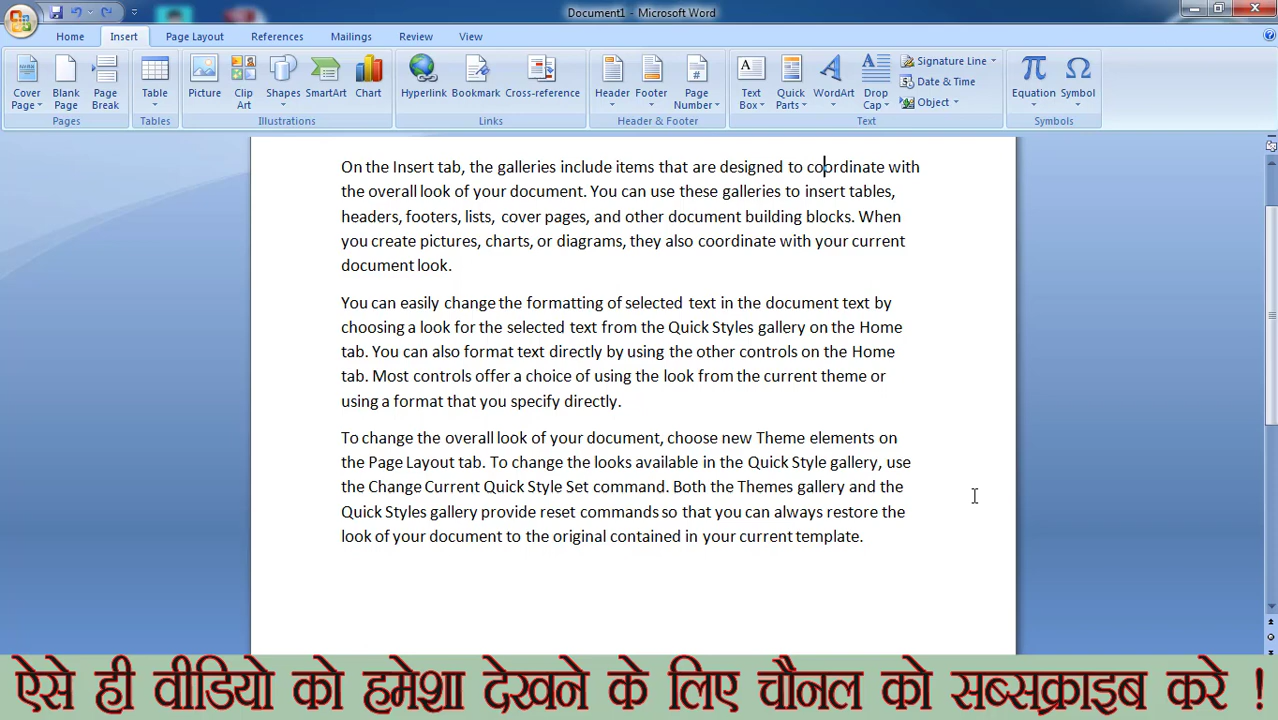 Document1 - Microsoft Word
Home Insert Page Layout References Mailings Review View
Cover Page
Blank Page
Page Break
Table
Picture
Clip Art
Shapes
SmartArt
Chart
Hyperlink
Bookmark
Cross-reference
Header
Footer
Page Number
Text Box
Quick Parts
WordArt
Drop Cap
Signature Line
Date & Time
Object
Equation
Symbol
Pages Tables Illustrations Links Header & Footer Text Symbols
On the Insert tab, the galleries include items that are designed to coordinate with
the overall look of your document. You can use these galleries to insert tables,
headers, footers, lists, cover pages, and other document building blocks. When
you create pictures, charts, or diagrams, they also coordinate with your current
document look.
You can easily change the formatting of selected text in the document text by
choosing a look for the selected text from the Quick Styles gallery on the Home
tab. You can also format text directly by using the other controls on the Home
tab. Most controls offer a choice of using the look from the current theme or
using a format that you specify directly.
To change the overall look of your document, choose new Theme elements on
the Page Layout tab. To change the looks available in the Quick Style gallery, use
the Change Current Quick Style Set command. Both the Themes gallery and the
Quick Styles gallery provide reset commands so that you can always restore the
look of your document to the original contained in your current template.
ऐसे ही वीडियो को हमेशा देखने के लिए चौनल को सब्सक्राइब करे !